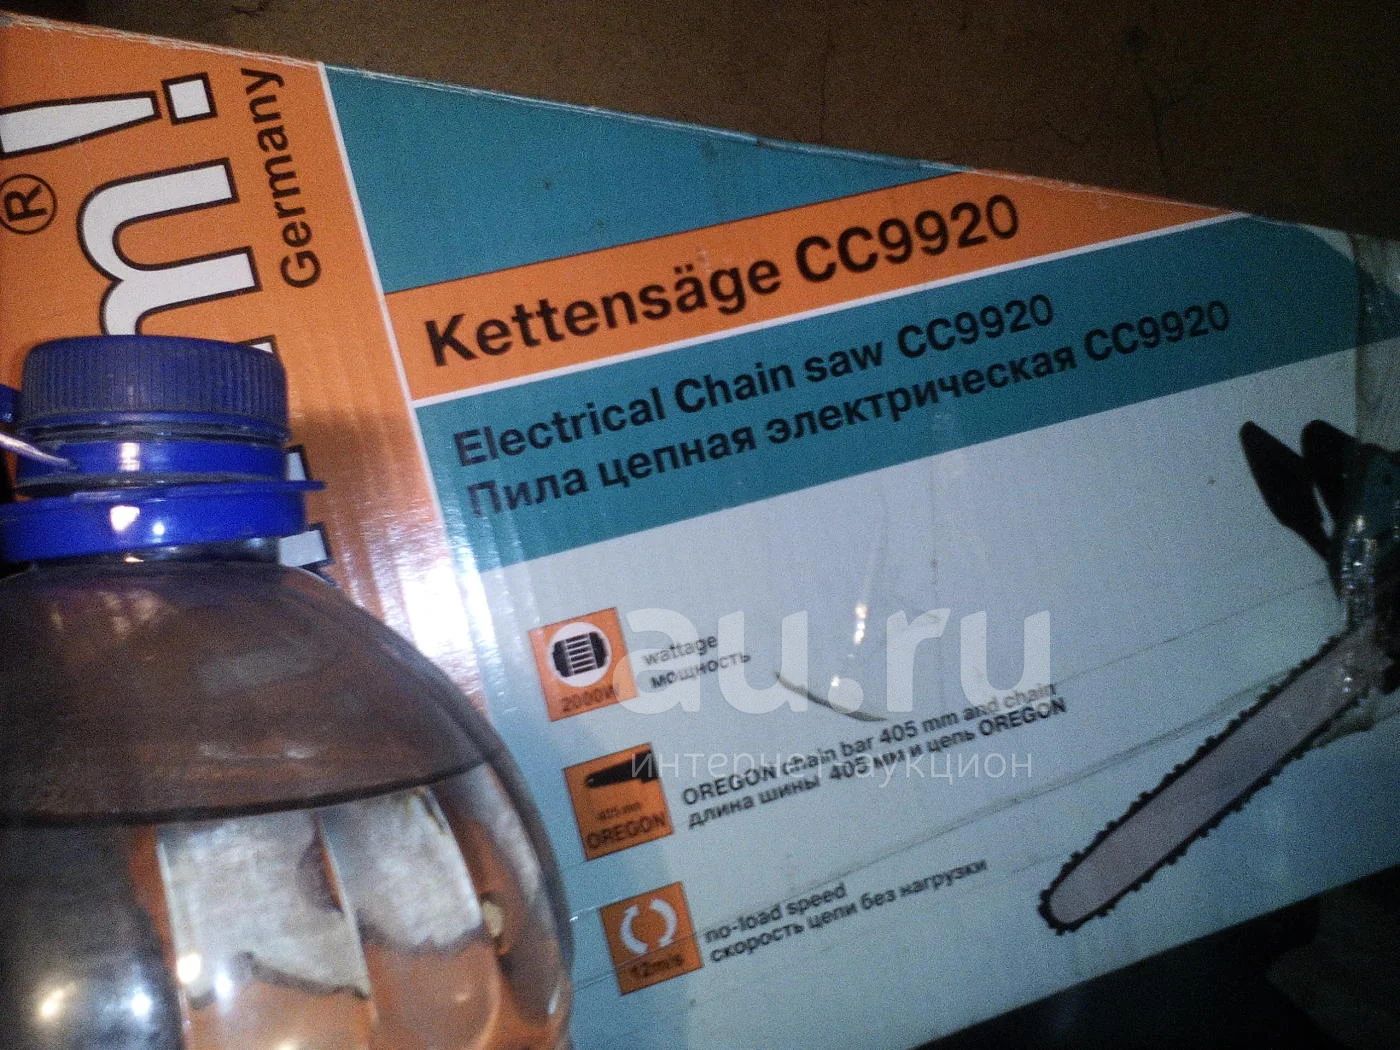 m!
®
Germany
Kettensäge CC9920
Electrical Chain saw CC9920
Пила цепная электрическая CC9920
2000W
wattage
мощность
au.ru
интернет аукцион
405 mm
OREGON
OREGON chain bar 405 mm and chain
длина шины 405 мм и цепь OREGON
12m/s
no-load speed
скорость цепи без нагрузки